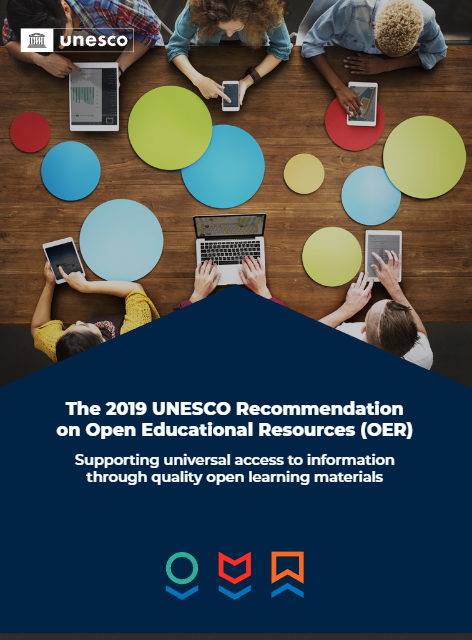 unesco
The 2019 UNESCO Recommendation
on Open Educational Resources (OER)
Supporting universal access to information
through quality open learning materials